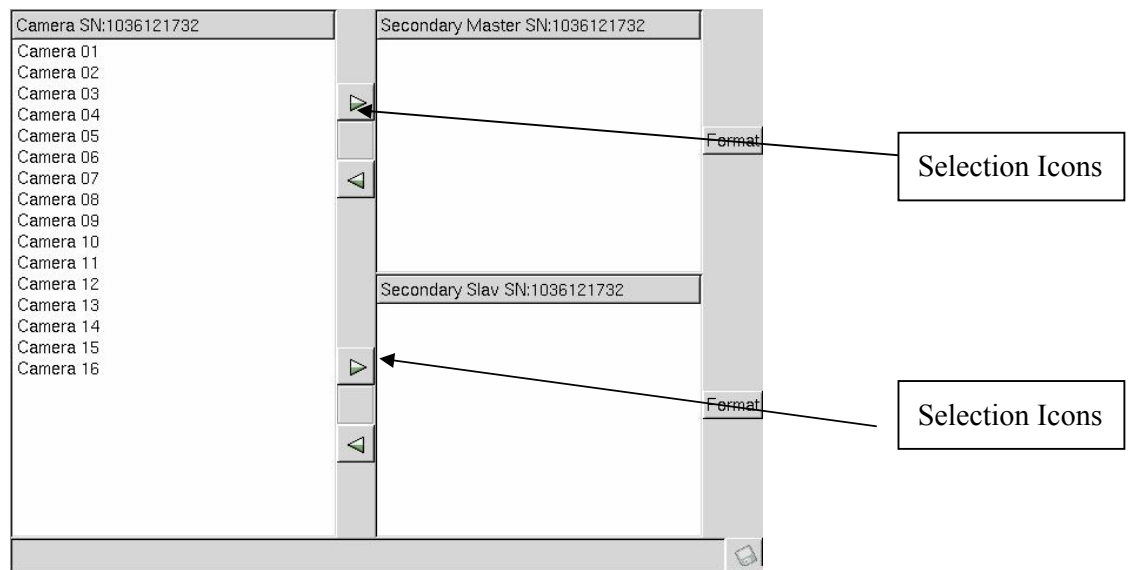 Camera SN:1036121732
Camera 01
Camera 02
Camera 03
Camera 04
Camera 05
Camera 06
Camera 07
Camera 08
Camera 09
Camera 10
Camera 11
Camera 12
Camera 13
Camera 14
Camera 15
Camera 16
Secondary Master SN:1036121732
Format
Selection Icons
Secondary Slav SN:1036121732
Format
Selection Icons